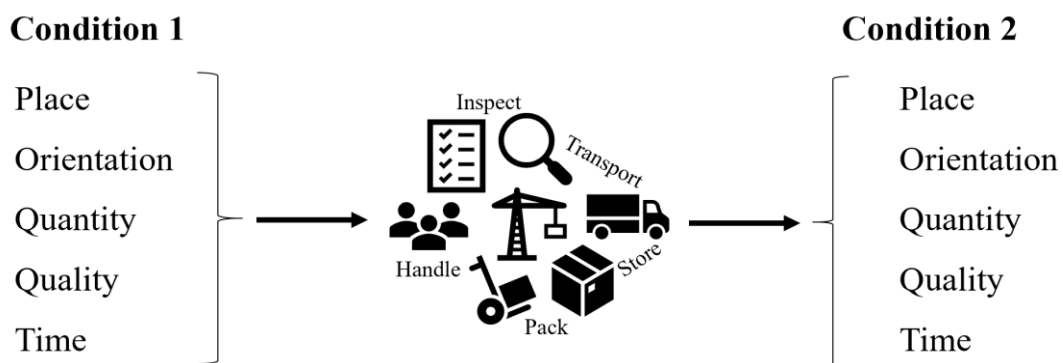 Condition 1
Place
Orientation
Quantity
Quality
Time
Inspect
Transport
Handle
Store
Pack
Condition 2
Place
Orientation
Quantity
Quality
Time